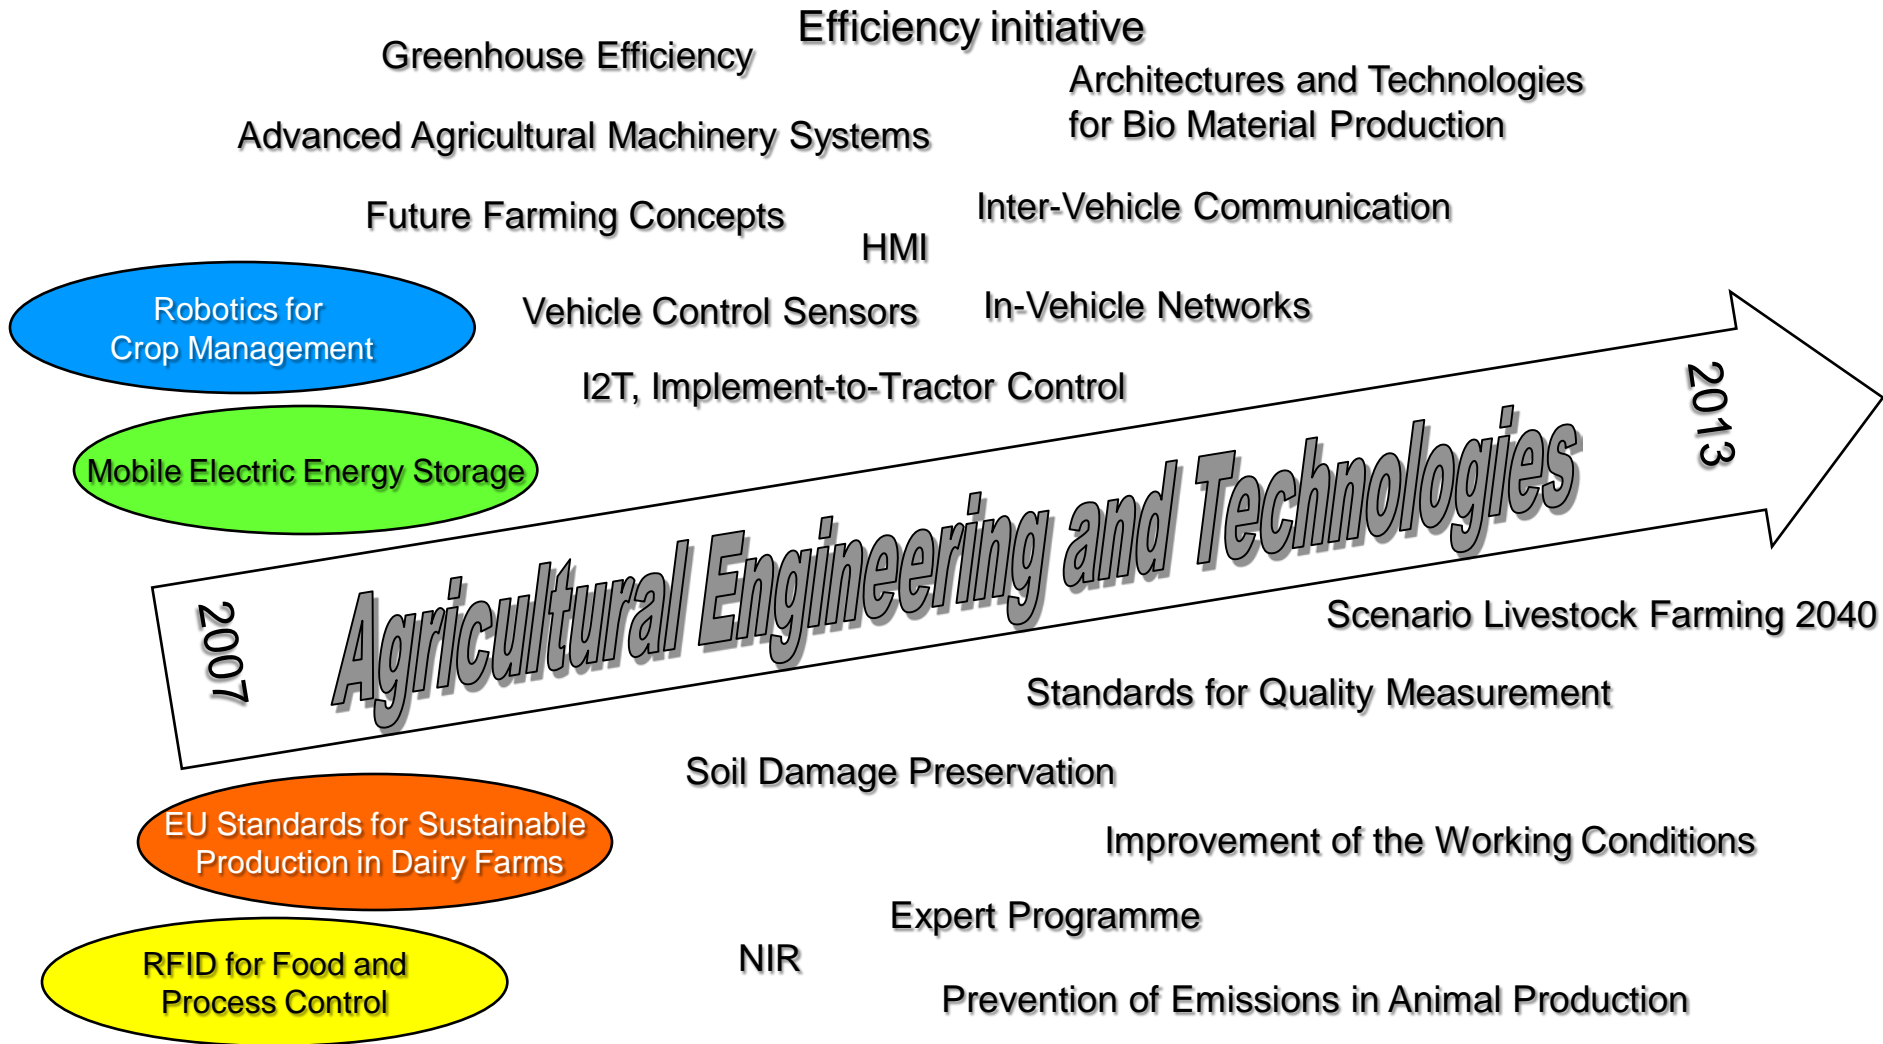 Efficiency initiative
Greenhouse Efficiency
Architectures and Technologies
for Bio Material Production
Advanced Agricultural Machinery Systems
Future Farming Concepts
Inter-Vehicle Communication
HMI
Robotics for
Crop Management
Vehicle Control Sensors
In-Vehicle Networks
I2T, Implement-to-Tractor Control
2013
Mobile Electric Energy Storage
Agricultural Engineering and Technologies
2007
Scenario Livestock Farming 2040
Standards for Quality Measurement
Soil Damage Preservation
EU Standards for Sustainable
Production in Dairy Farms
Improvement of the Working Conditions
Expert Programme
NIR
RFID for Food and
Process Control
Prevention of Emissions in Animal Production